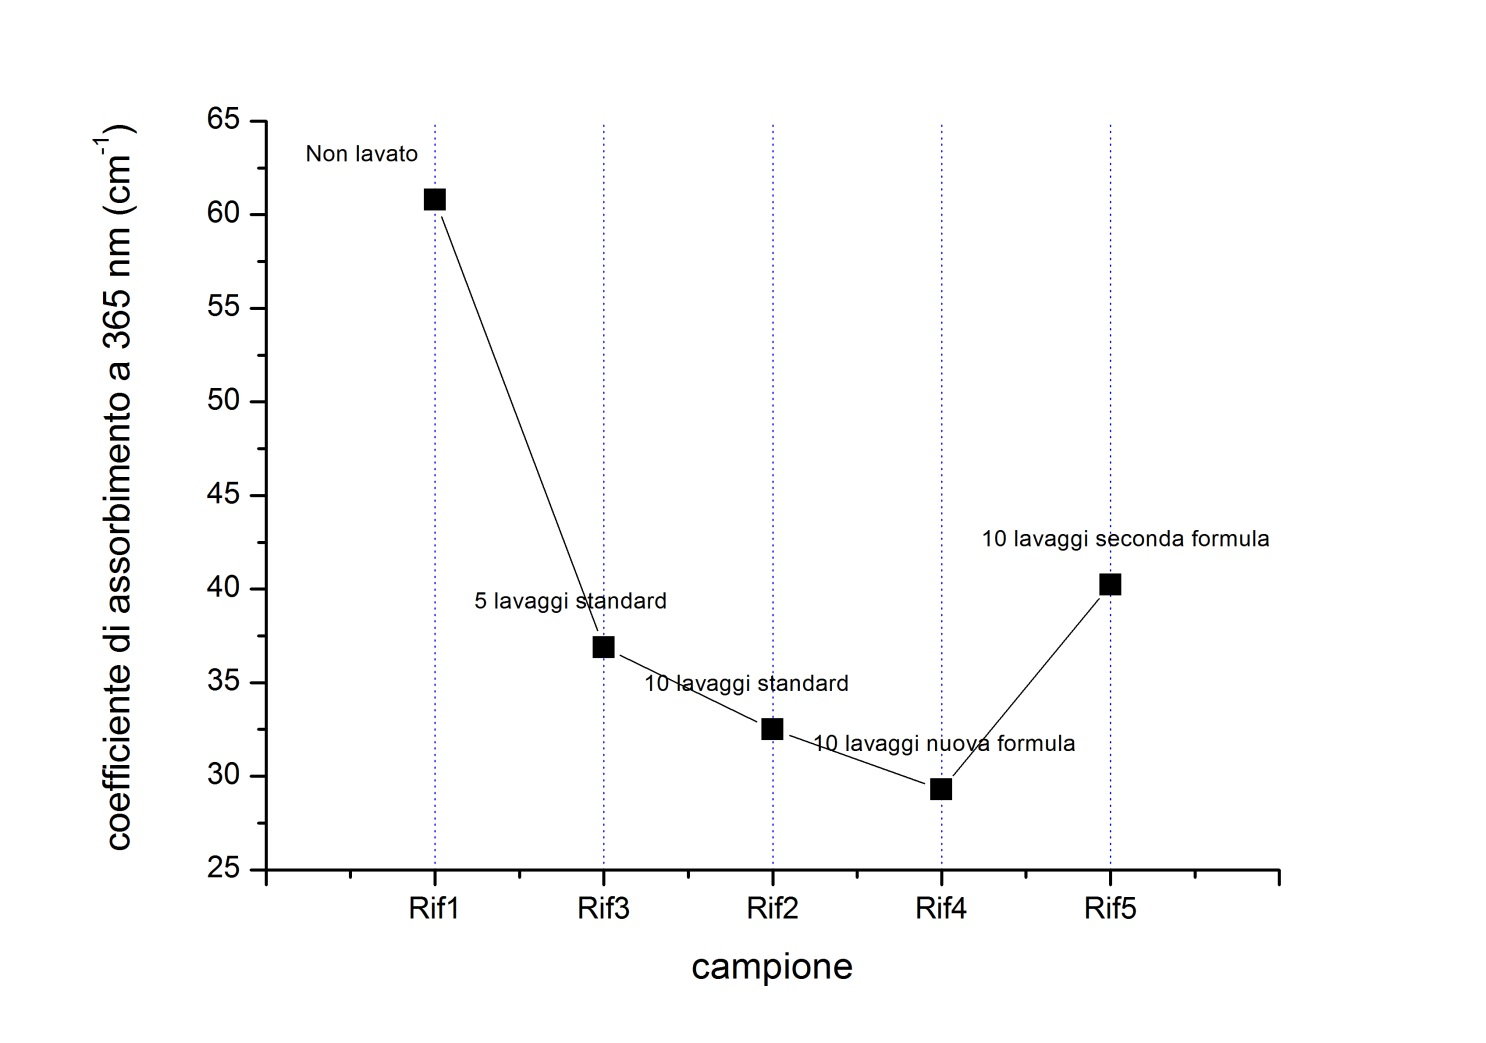 coefficiente di assorbimento a 365 nm (cm⁻¹)
65
60
55
50
45
40
35
30
25
Non lavato
5 lavaggi standard
10 lavaggi standard
10 lavaggi nuova formula
10 lavaggi seconda formula
Rif1 Rif3 Rif2 Rif4 Rif5
campione